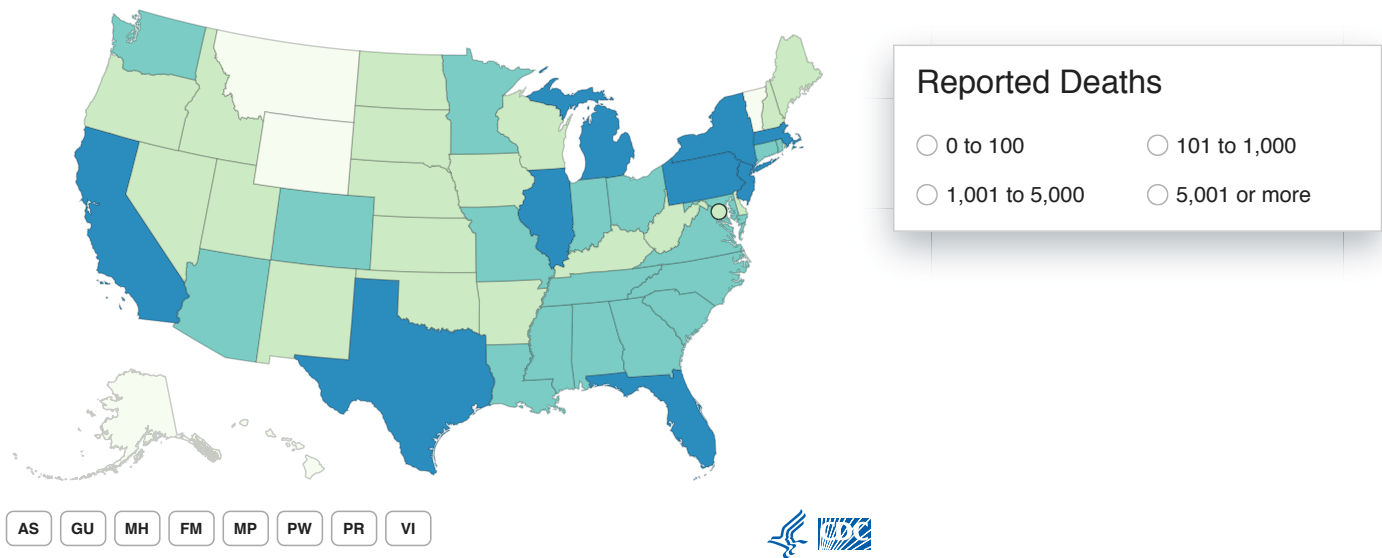 Reported Deaths
0 to 100 101 to 1,000
1,001 to 5,000 5,001 or more
AS GU MH FM MP PW PR VI
CDC